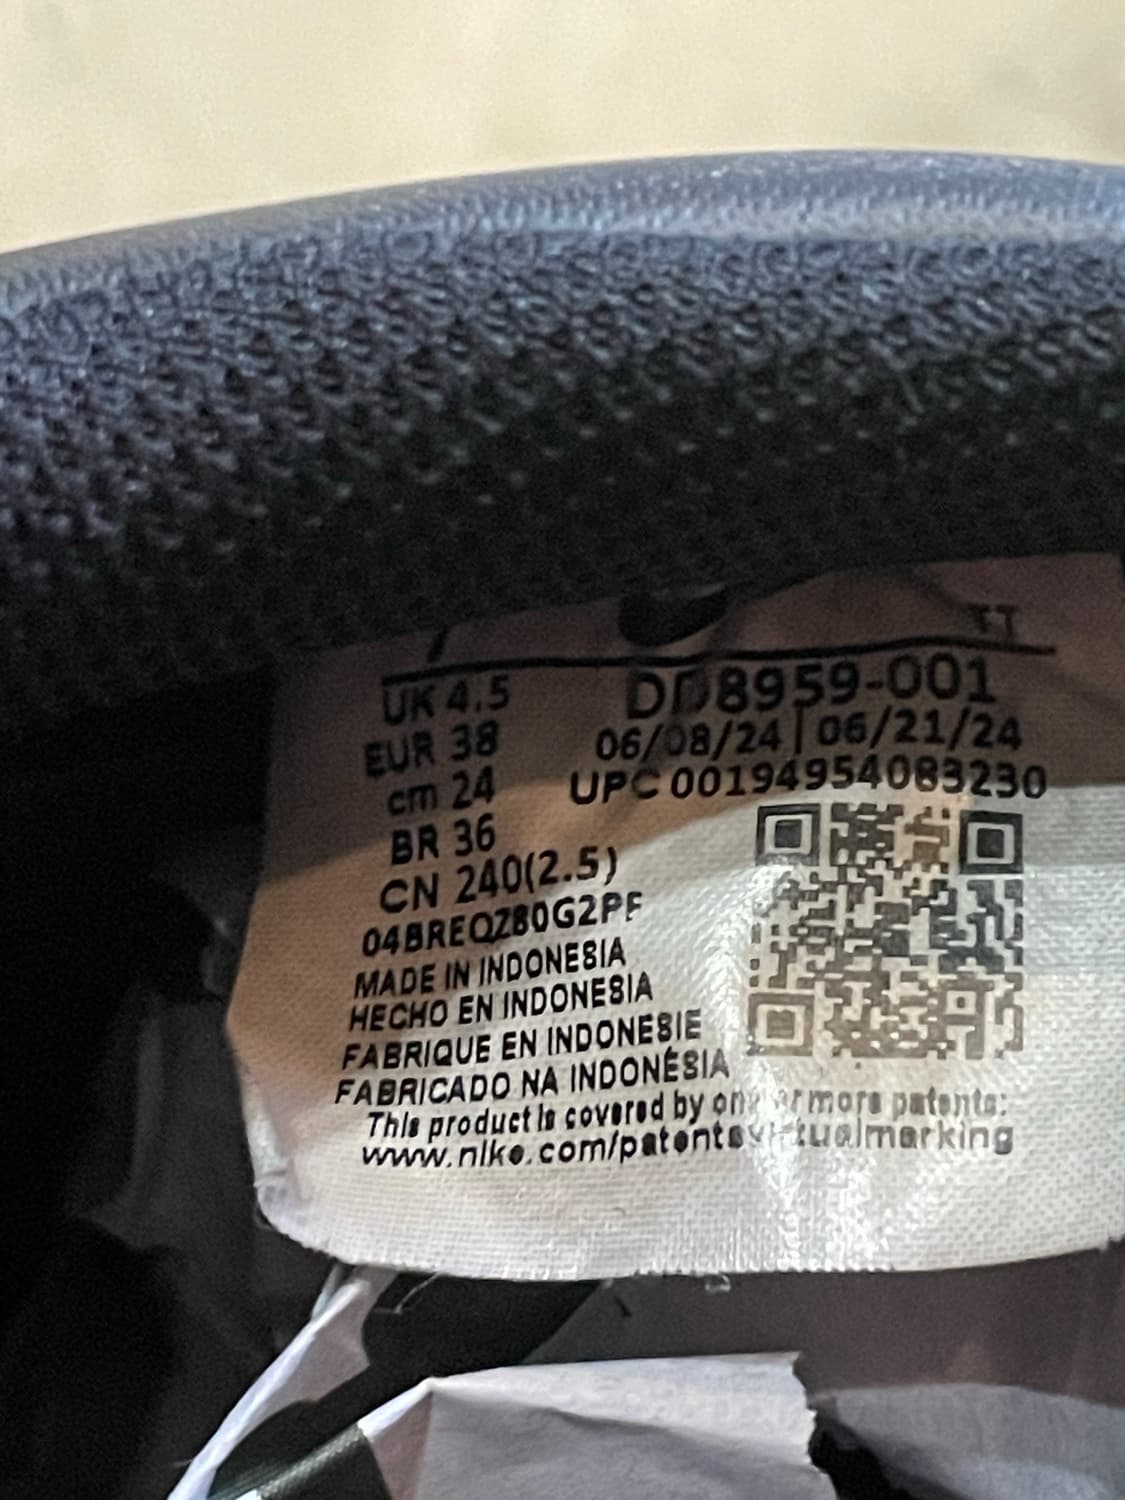 UK 4.5
EUR 38
cm 24
BR 36
CN 240(2.5)
DD8959-001
06/08/24 | 06/21/24
UPC 00194954083230
MADE IN INDONESIA
HECHO EN INDONESIA
FABRIQUE EN INDONESIE
FABRICADO NA INDONÉSIA
This product is covered by one or more patents:
www.nike.com/patentsvirtualmarking